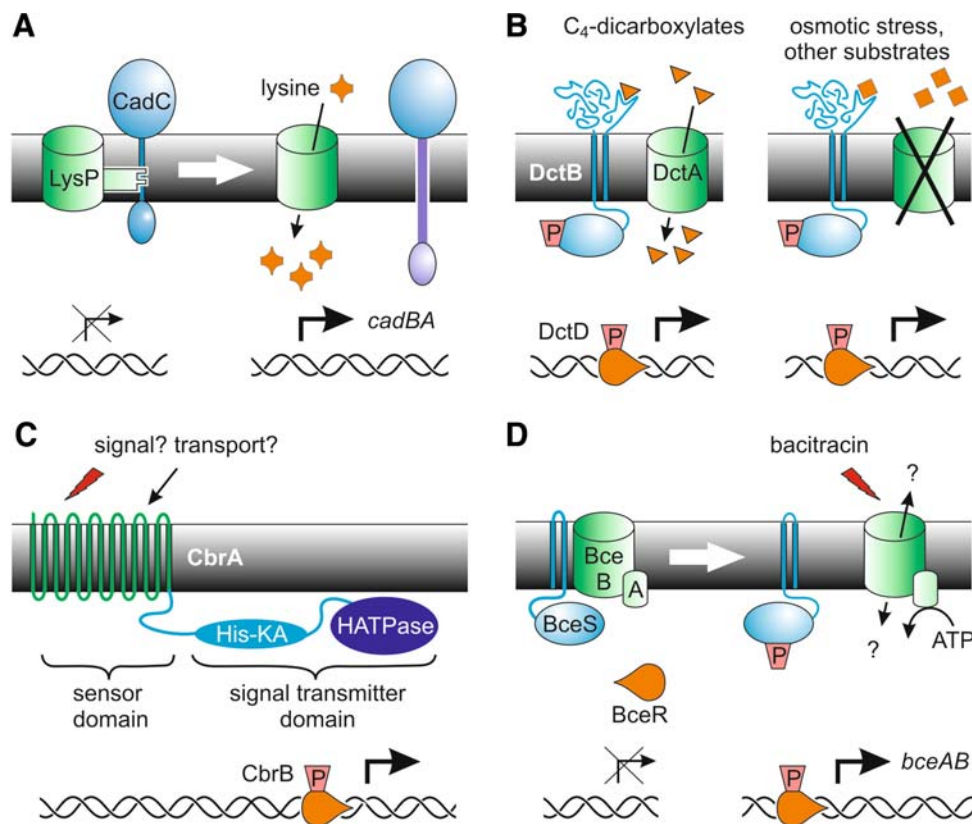 A
CadC
lysine
LysP
cadBA
B
C4-dicarboxylates
osmotic stress,
other substrates
DctB
DctA
P
DctD
P
P
P
C
signal? transport?
CbrA
His-KA
HATPase
sensor
domain
signal transmitter
domain
CbrB
P
D
bacitracin
?
Bce
B
A
BceS
P
?
ATP
BceR
bceAB
P